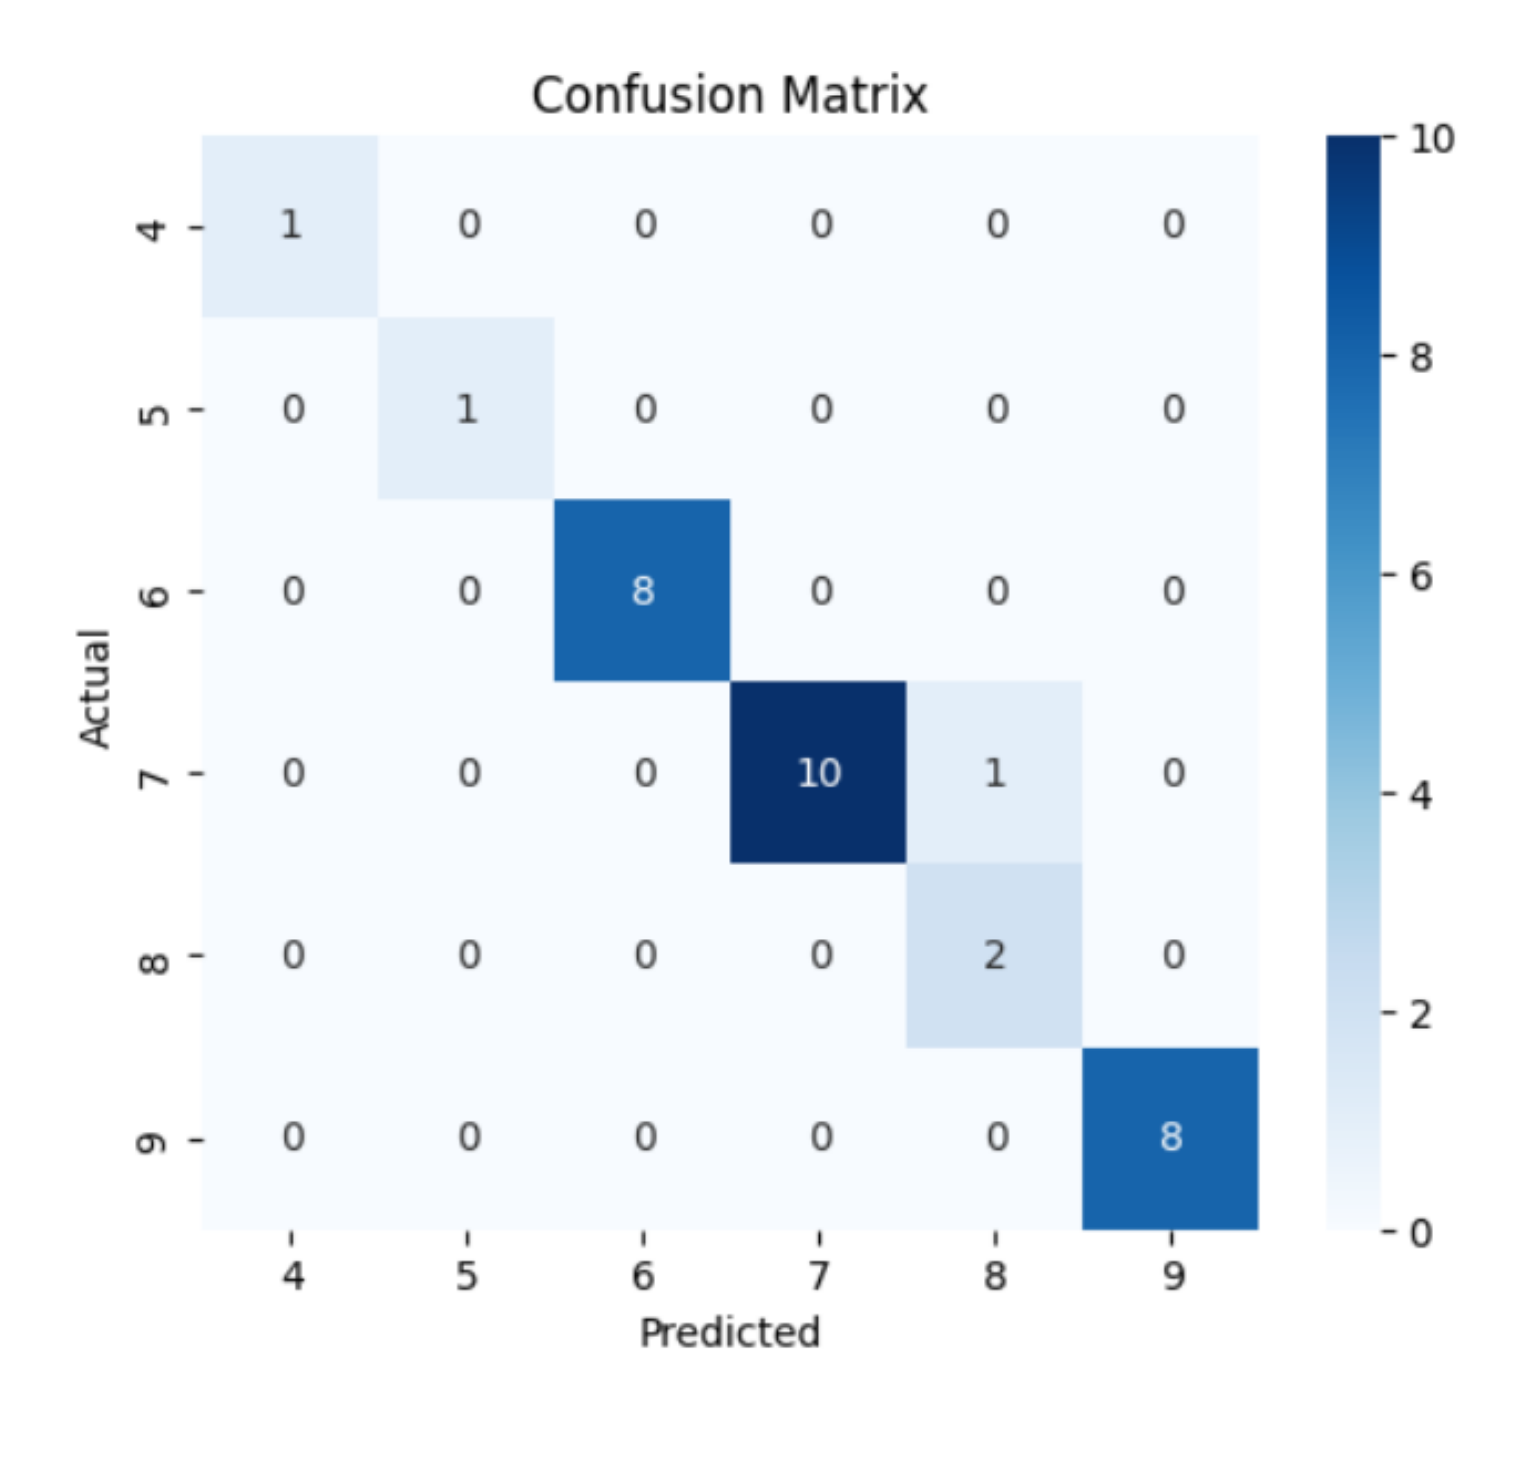 Confusion Matrix
4 1 0 0 0 0 0
5 0 1 0 0 0 0
6 0 0 8 0 0 0
7 0 0 0 10 1 0
8 0 0 0 0 2 0
9 0 0 0 0 0 8
4 5 6 7 8 9
Predicted
Actual
10
8
6
4
2
0